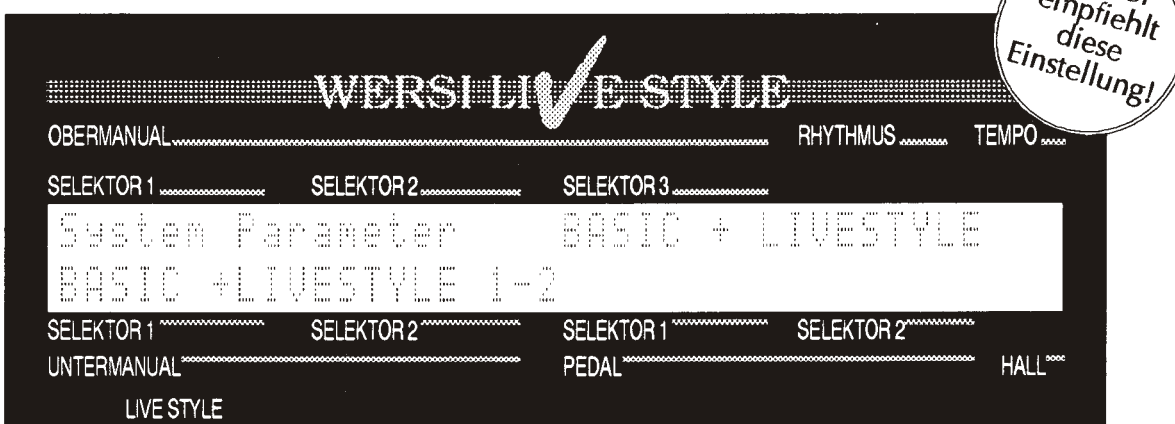 empfiehlt
diese
Einstellung!
WERSI LIVE STYLE
OBERMANUAL RHYTHMUS TEMPO
SELEKTOR 1 SELEKTOR 2 SELEKTOR 3
System Parameter BASIC + LIVESTYLE
BASIC +LIVESTYLE 1-2
SELEKTOR 1 SELEKTOR 2 SELEKTOR 1 SELEKTOR 2
UNTERMANUAL PEDAL HALL
LIVE STYLE